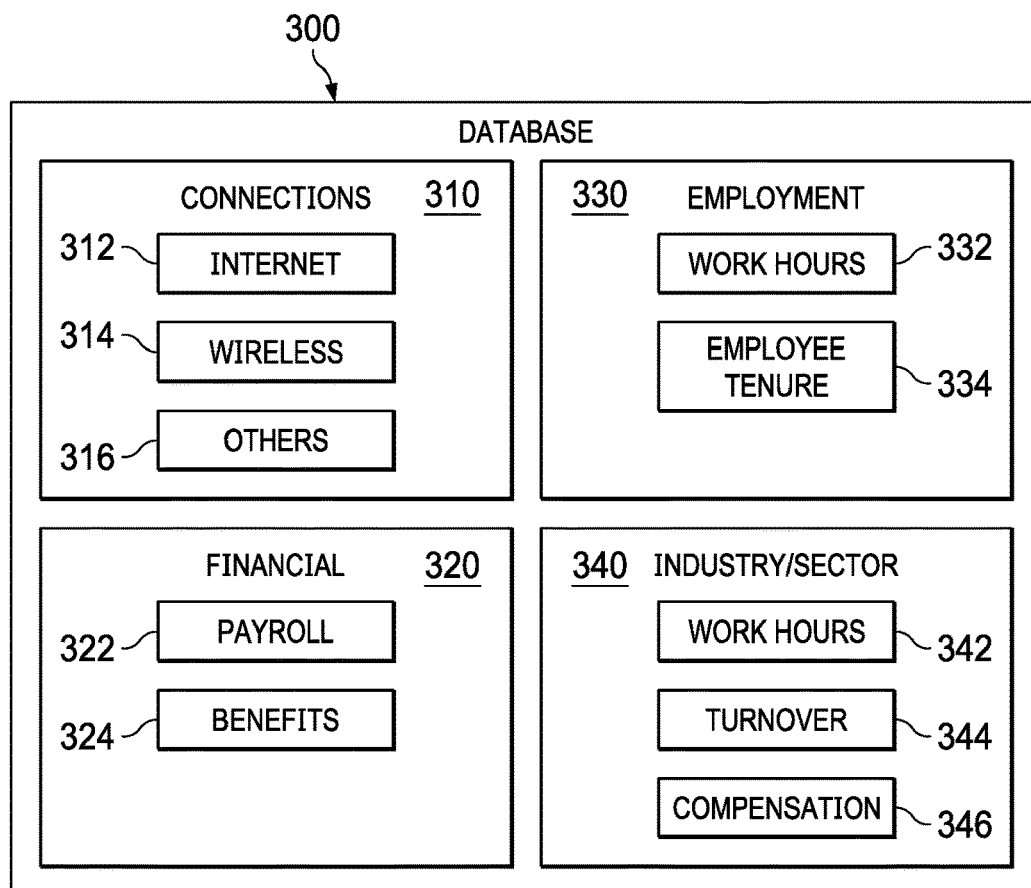 300
DATABASE
CONNECTIONS 310
312 INTERNET
314 WIRELESS
316 OTHERS
330 EMPLOYMENT
WORK HOURS 332
EMPLOYEE
TENURE 334
FINANCIAL 320
322 PAYROLL
324 BENEFITS
340 INDUSTRY/SECTOR
WORK HOURS 342
TURNOVER 344
COMPENSATION 346